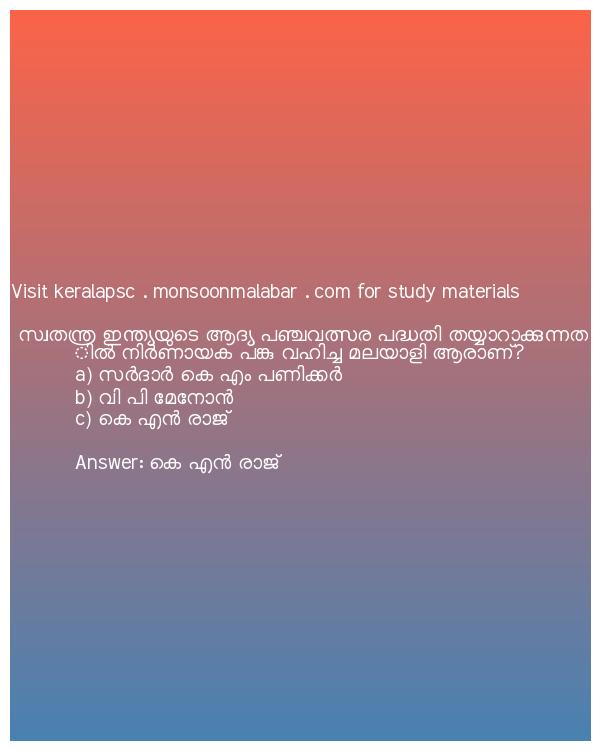 Visit keralapsc . monsoonmalabar . com for study materials
സ്വതന്ത്ര ഇന്ത്യയുടെ ആദ്യ പഞ്ചവത്സര പദ്ധതി തയ്യാറാക്കുന്നത
ിൽ നിർണായക പങ്കു വഹിച്ച മലയാളി ആരാണ്?
a) സർദാർ കെ എം പണിക്കർ
b) വി പി മേനോൻ
c) കെ എൻ രാജ്
Answer: കെ എൻ രാജ്